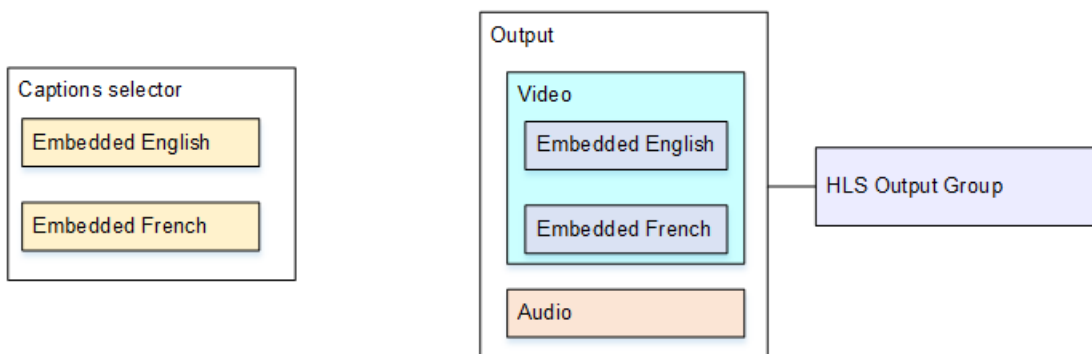 Captions selector
Embedded English
Embedded French
Output
Video
Embedded English
Embedded French
Audio
HLS Output Group